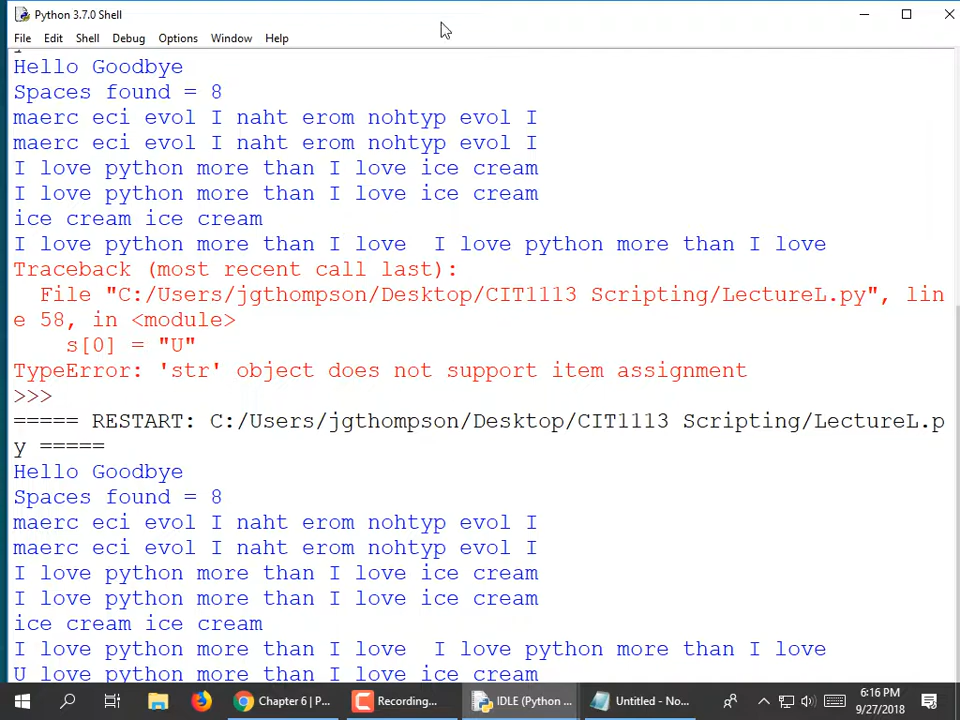 Python 3.7.0 Shell
File Edit Shell Debug Options Window Help
Hello Goodbye
Spaces found = 8
maerc eci evol I naht erom nohtyp evol I
maerc eci evol I naht erom nohtyp evol I
I love python more than I love ice cream
I love python more than I love ice cream
ice cream ice cream
I love python more than I love  I love python more than I love
Traceback (most recent call last):
  File "C:/Users/jgthompson/Desktop/CIT1113 Scripting/LectureL.py", lin
e 58, in <module>
    s[0] = "U"
TypeError: 'str' object does not support item assignment
>>>
===== RESTART: C:/Users/jgthompson/Desktop/CIT1113 Scripting/LectureL.p
y =====
Hello Goodbye
Spaces found = 8
maerc eci evol I naht erom nohtyp evol I
maerc eci evol I naht erom nohtyp evol I
I love python more than I love ice cream
I love python more than I love ice cream
ice cream ice cream
I love python more than I love  I love python more than I love
U love python more than I love ice cream
Chapter 6 | P... Recording... IDLE (Python ... Untitled - No... 6:16 PM
9/27/2018